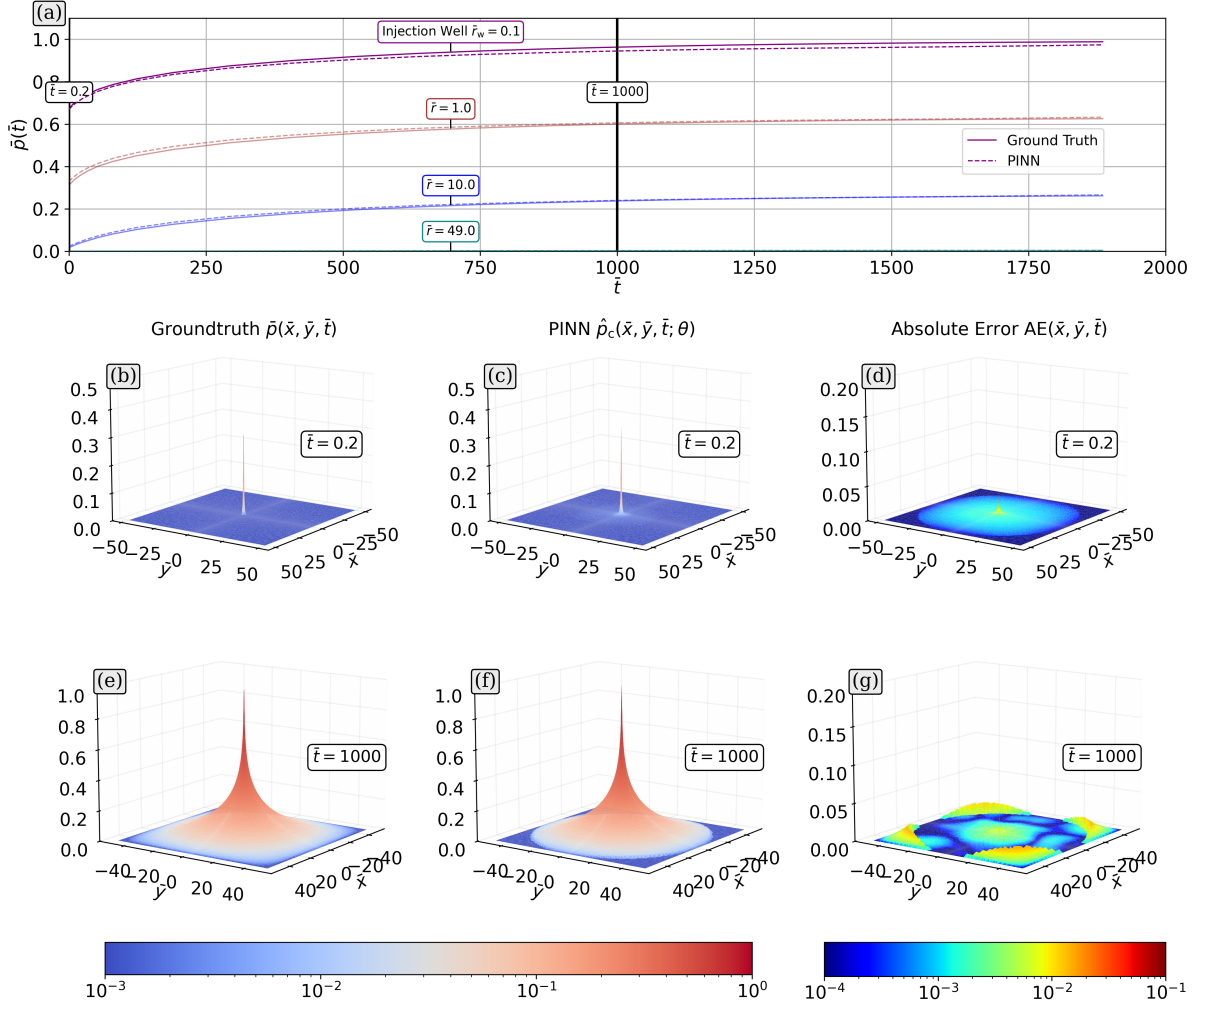 (a)
1.0
0.8
0.6
0.4
0.2
0.0
p̄(t̄)
Injection Well r̄w = 0.1
t̄ = 0.2
t̄ = 1000
r̄ = 1.0
r̄ = 10.0
r̄ = 49.0
Ground Truth
PINN
0 250 500 750 1000 1250 1500 1750 2000
t̄
Groundtruth p̄(x̄, ȳ, t̄)
PINN p̂c(x̄, ȳ, t̄; θ)
Absolute Error AE(x̄, ȳ, t̄)
(b)
0.5
0.4
0.3
0.2
0.1
0.0
t̄ = 0.2
−50 −25 0 25 50
ȳ
50 25 0 −25 −50
x̄
(c)
0.5
0.4
0.3
0.2
0.1
0.0
t̄ = 0.2
−50 −25 0 25 50
ȳ
50 25 0 −25 −50
x̄
(d)
0.20
0.15
0.10
0.05
0.00
t̄ = 0.2
−50 −25 0 25 50
ȳ
50 25 0 −25 −50
x̄
(e)
1.0
0.8
0.6
0.4
0.2
0.0
t̄ = 1000
−40 −20 0 20 40
ȳ
40 20 0 −20 −40
x̄
(f)
1.0
0.8
0.6
0.4
0.2
0.0
t̄ = 1000
−40 −20 0 20 40
ȳ
40 20 0 −20 −40
x̄
(g)
0.20
0.15
0.10
0.05
0.00
t̄ = 1000
−40 −20 0 20 40
ȳ
40 20 0 −20 −40
x̄
10⁻³ 10⁻² 10⁻¹ 10⁰
10⁻⁴ 10⁻³ 10⁻² 10⁻¹